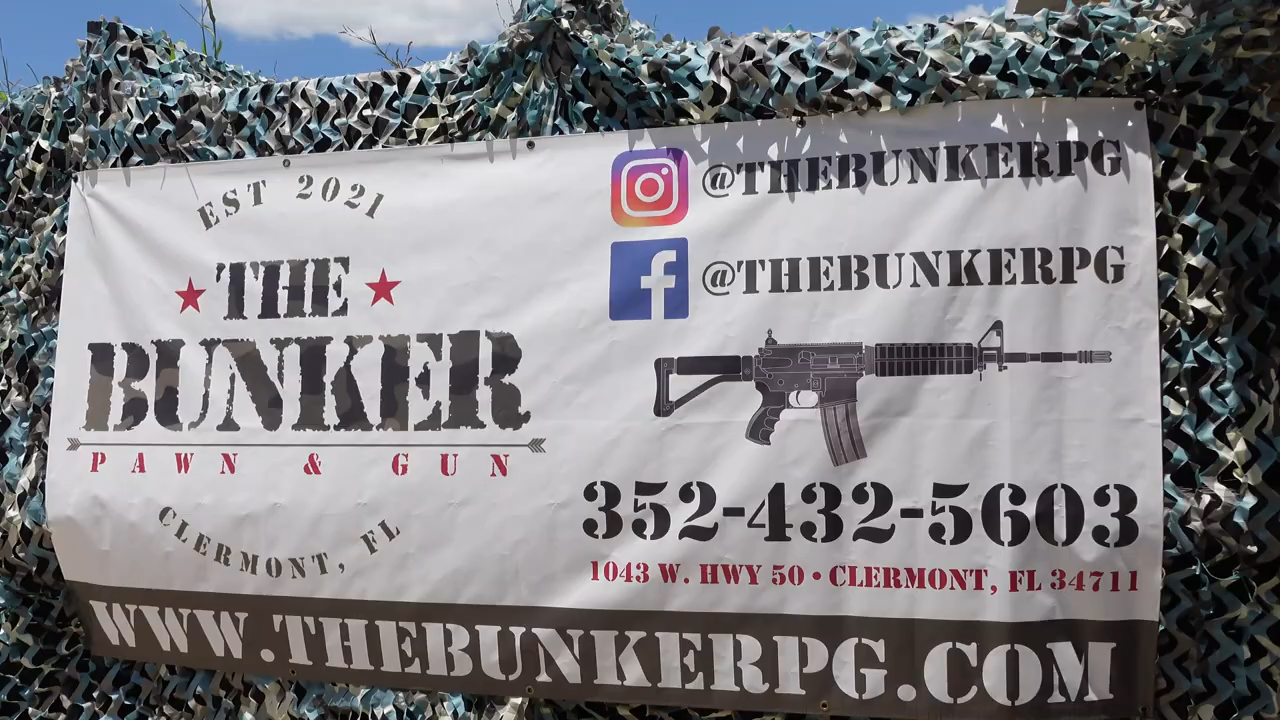 EST 2021
THE
BUNKER
PAWN & GUN
CLERMONT, FL
@THEBUNKERPG
@THEBUNKERPG
352-432-5603
1043 W. HWY 50 • CLERMONT, FL 34711
WWW.THEBUNKERPG.COM